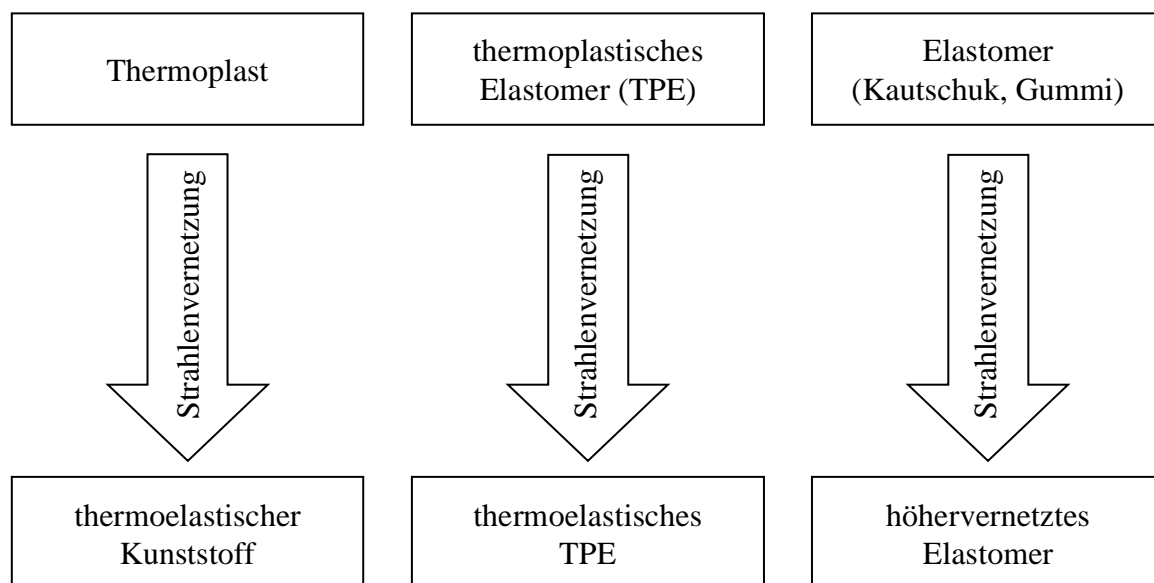 Thermoplast
thermoplastisches
Elastomer (TPE)
Elastomer
(Kautschuk, Gummi)
Strahlenvernetzung
Strahlenvernetzung
Strahlenvernetzung
thermoelastischer
Kunststoff
thermoelastisches
TPE
höhervernetztes
Elastomer